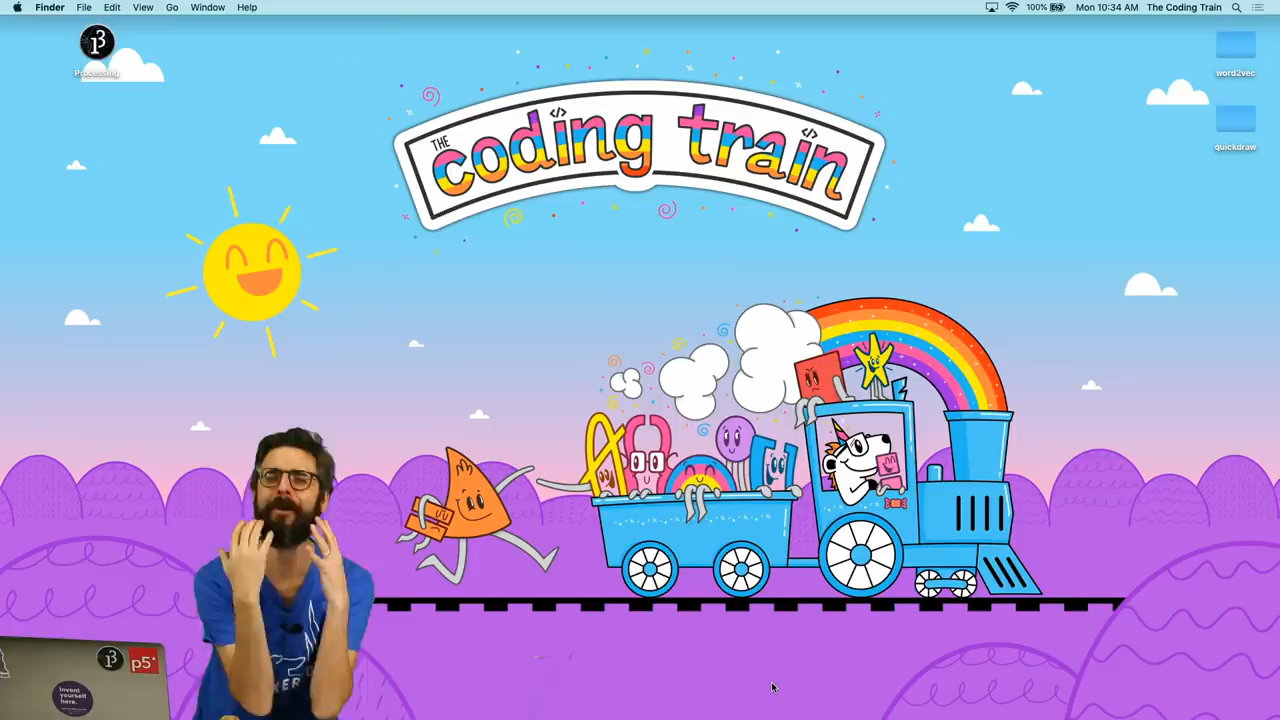 Finder File Edit View Go Window Help
100% Mon 10:34 AM The Coding Train
Processing
word2vec
quickdraw
THE
coding train
</>
</>
p5*
Invent
yourself
here.